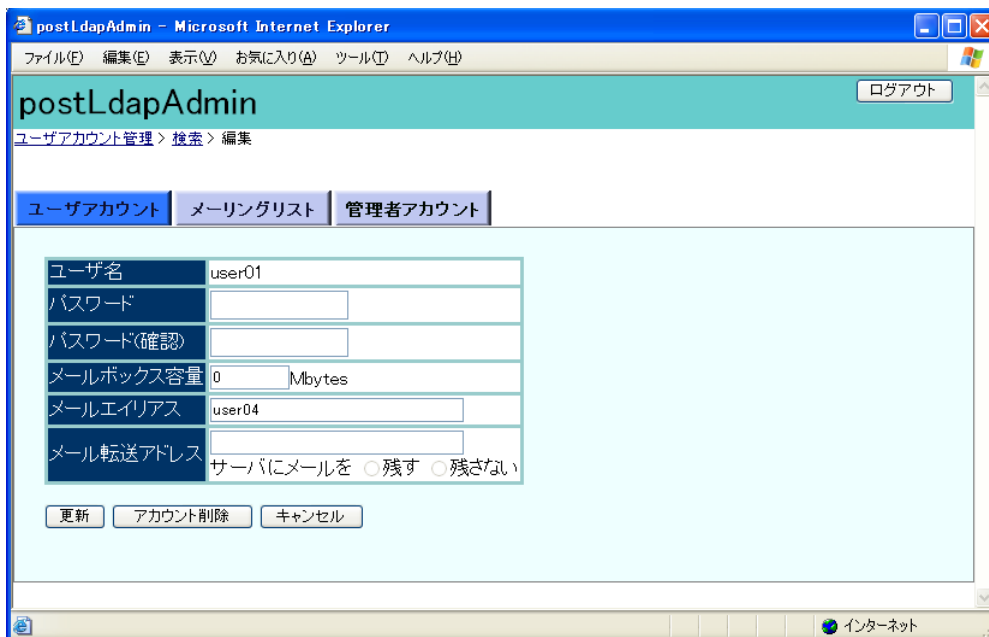 postLdapAdmin - Microsoft Internet Explorer
ファイル(F) 編集(E) 表示(V) お気に入り(A) ツール(T) ヘルプ(H)
postLdapAdmin
ログアウト
ユーザアカウント管理 > 検索 > 編集
ユーザアカウント メーリングリスト 管理者アカウント
ユーザ名 user01
パスワード
パスワード(確認)
メールボックス容量 0 Mbytes
メールエイリアス user04
メール転送アドレス
サーバにメールを 残す 残さない
更新 アカウント削除 キャンセル
インターネット